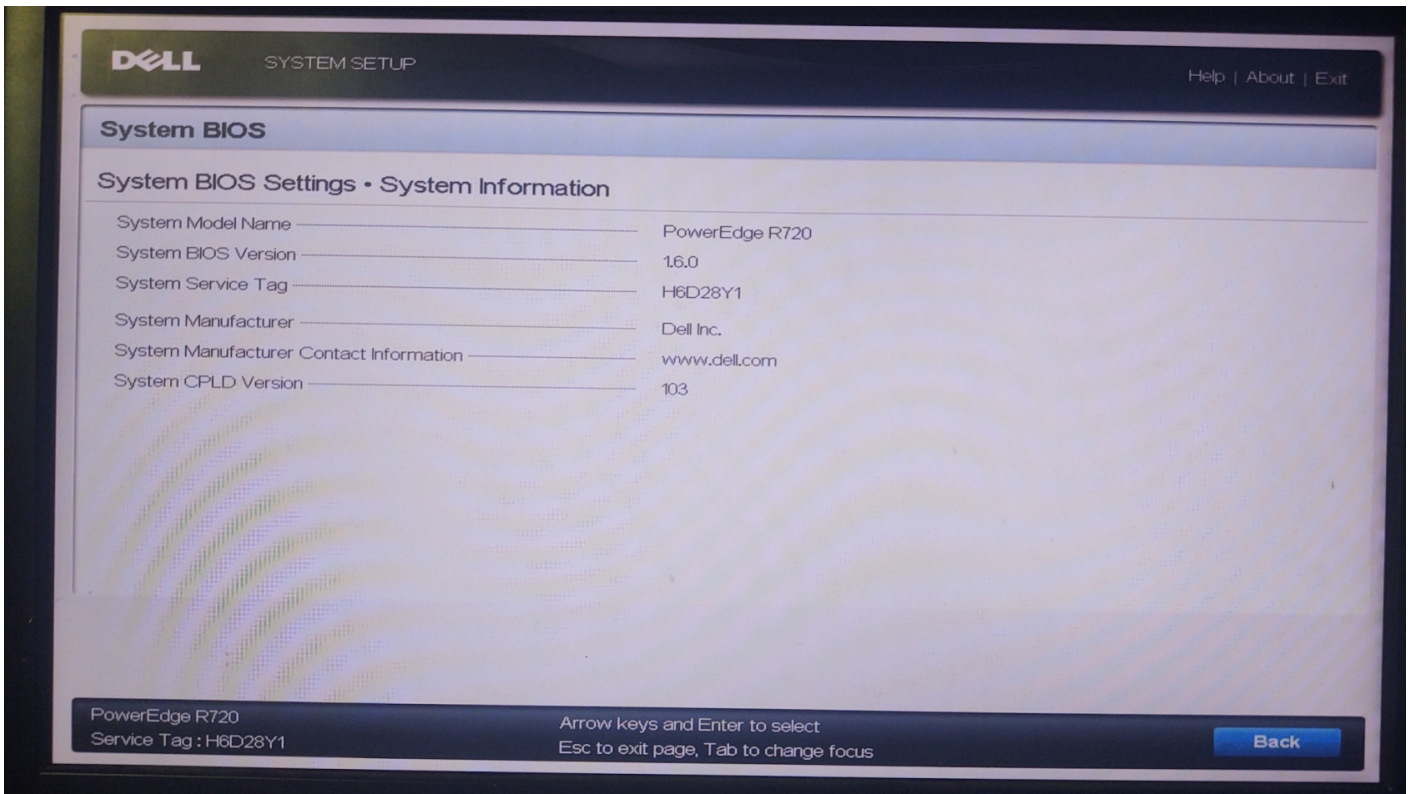 DELL SYSTEM SETUP Help | About | Exit
System BIOS
System BIOS Settings • System Information
System Model Name PowerEdge R720
System BIOS Version 1.6.0
System Service Tag H6D28Y1
System Manufacturer Dell Inc.
System Manufacturer Contact Information www.dell.com
System CPLD Version 103
PowerEdge R720
Service Tag : H6D28Y1
Arrow keys and Enter to select
Esc to exit page, Tab to change focus
Back